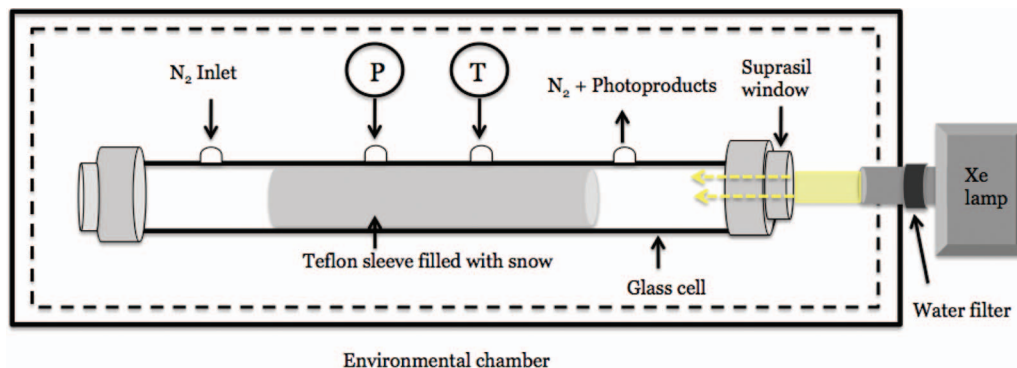 N₂ Inlet
P
T
N₂ + Photoproducts
Suprasil
window
Xe
lamp
Teflon sleeve filled with snow
Glass cell
Water filter
Environmental chamber